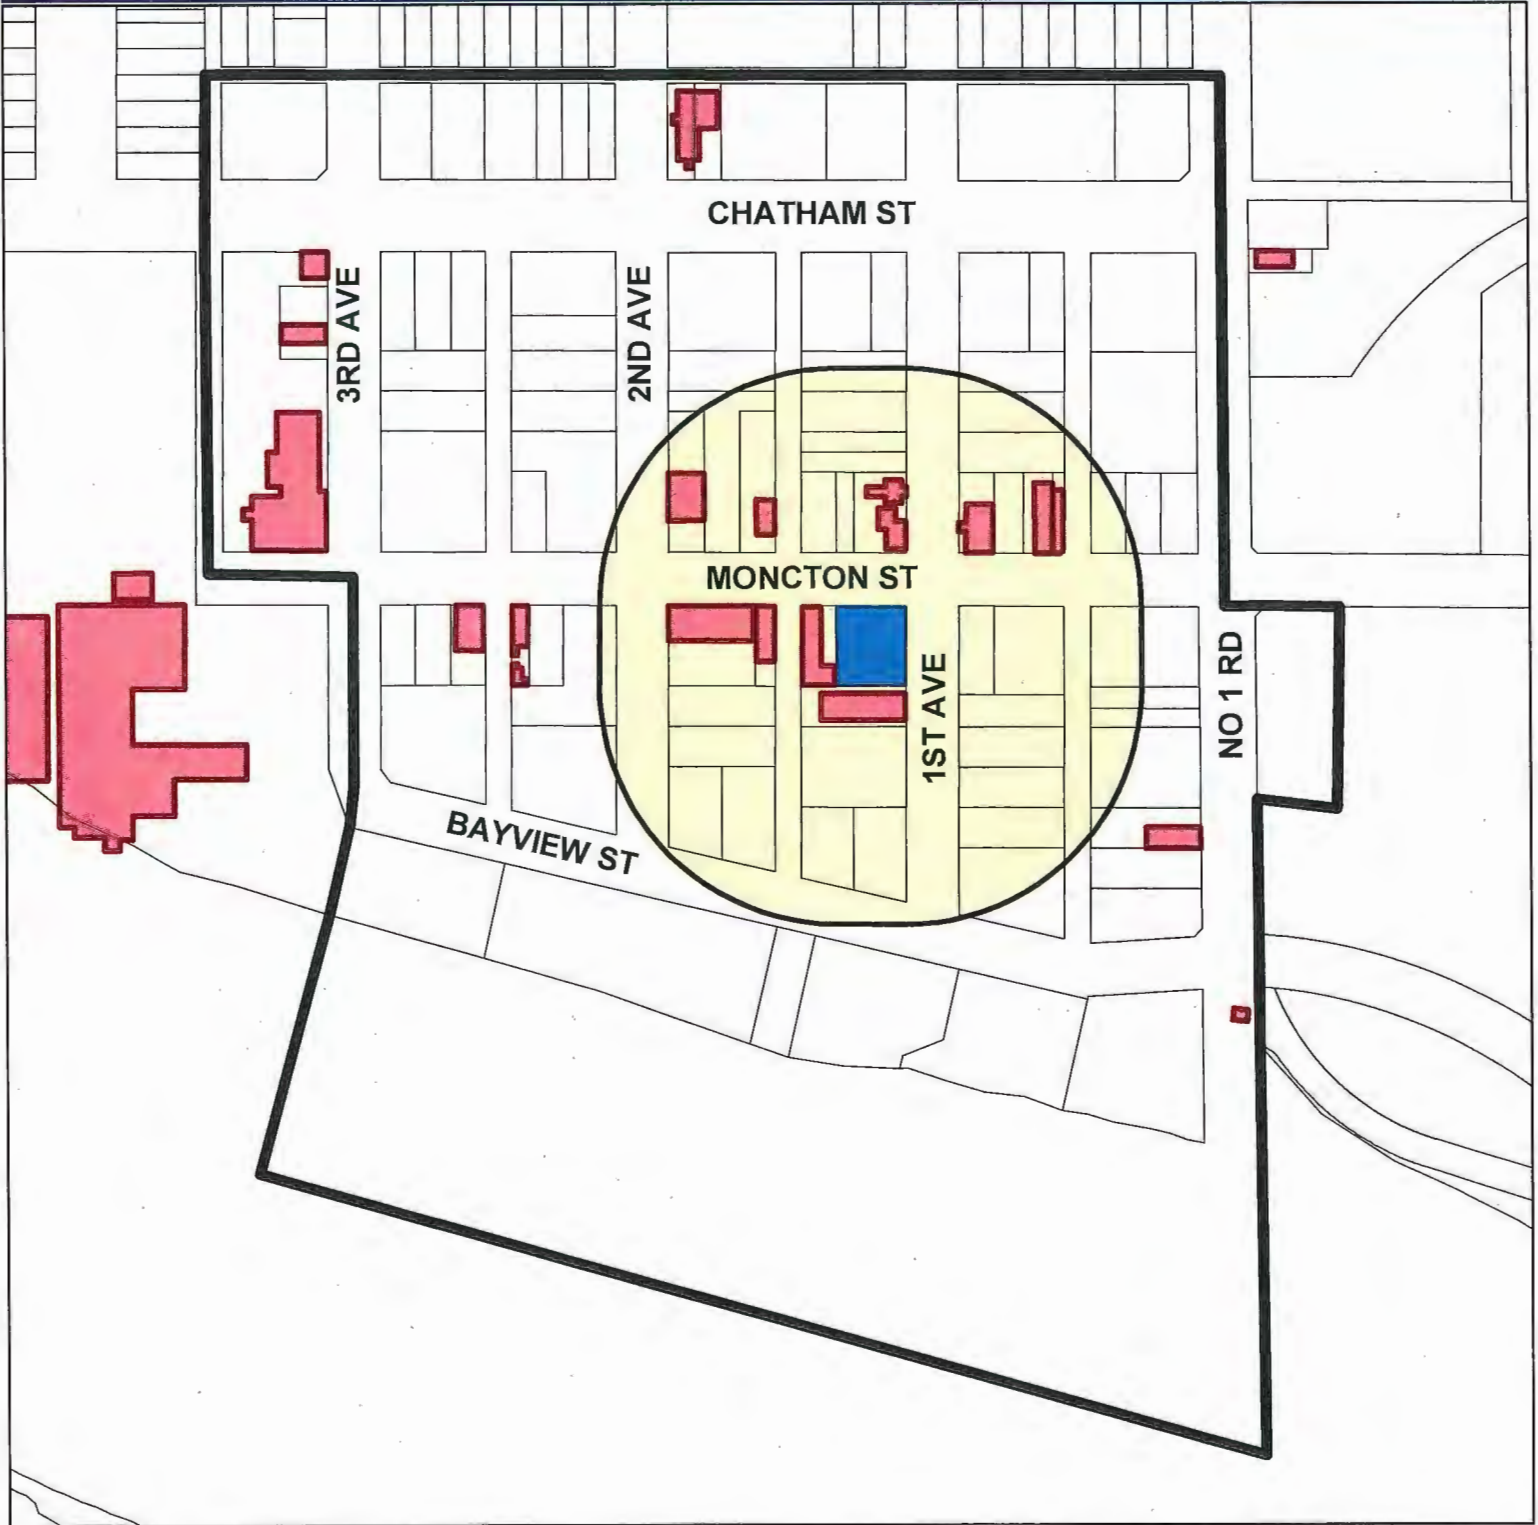 CHATHAM ST
3RD AVE
2ND AVE
MONCTON ST
1ST AVE
NO 1 RD
BAYVIEW ST